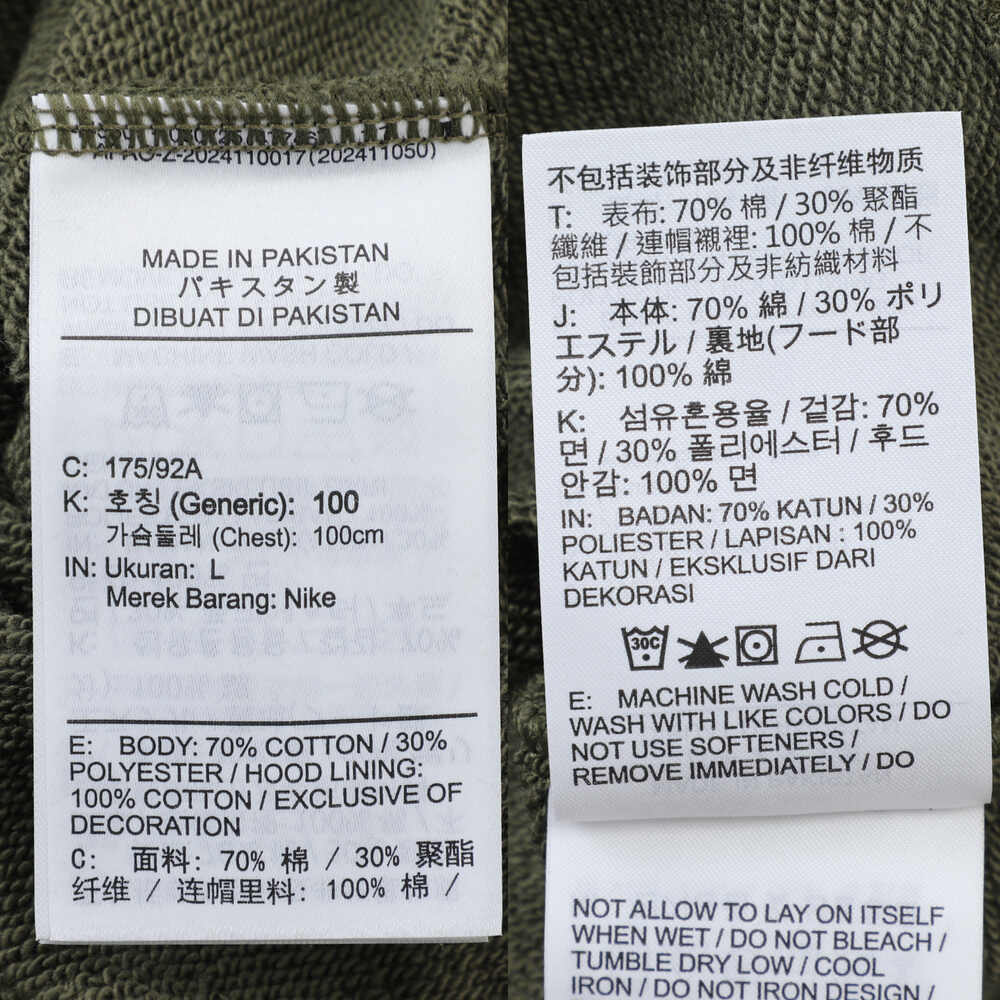 APAO-Z-2024110017(202411050)
MADE IN PAKISTAN
パキスタン製
DIBUAT DI PAKISTAN
C: 175/92A
K: 호칭 (Generic): 100
가슴둘레 (Chest): 100cm
IN: Ukuran: L
Merek Barang: Nike
E: BODY: 70% COTTON / 30%
POLYESTER / HOOD LINING:
100% COTTON / EXCLUSIVE OF
DECORATION
C: 面料: 70% 棉 / 30% 聚酯
纤维 / 连帽里料: 100% 棉 /
不包括装饰部分及非纤维物质
T: 表布: 70% 棉 / 30% 聚酯
纖維 / 連帽襯裡: 100% 棉 / 不
包括裝飾部分及非紡織材料
J: 本体: 70% 綿 / 30% ポリ
エステル / 裏地(フード部
分): 100% 綿
K: 섬유혼용율 / 겉감: 70%
면 / 30% 폴리에스터 / 후드
안감: 100% 면
IN: BADAN: 70% KATUN / 30%
POLIESTER / LAPISAN : 100%
KATUN / EKSKLUSIF DARI
DEKORASI
30C
E: MACHINE WASH COLD /
WASH WITH LIKE COLORS / DO
NOT USE SOFTENERS /
REMOVE IMMEDIATELY / DO
NOT ALLOW TO LAY ON ITSELF
WHEN WET / DO NOT BLEACH /
TUMBLE DRY LOW / COOL
IRON / DO NOT IRON DESIGN /